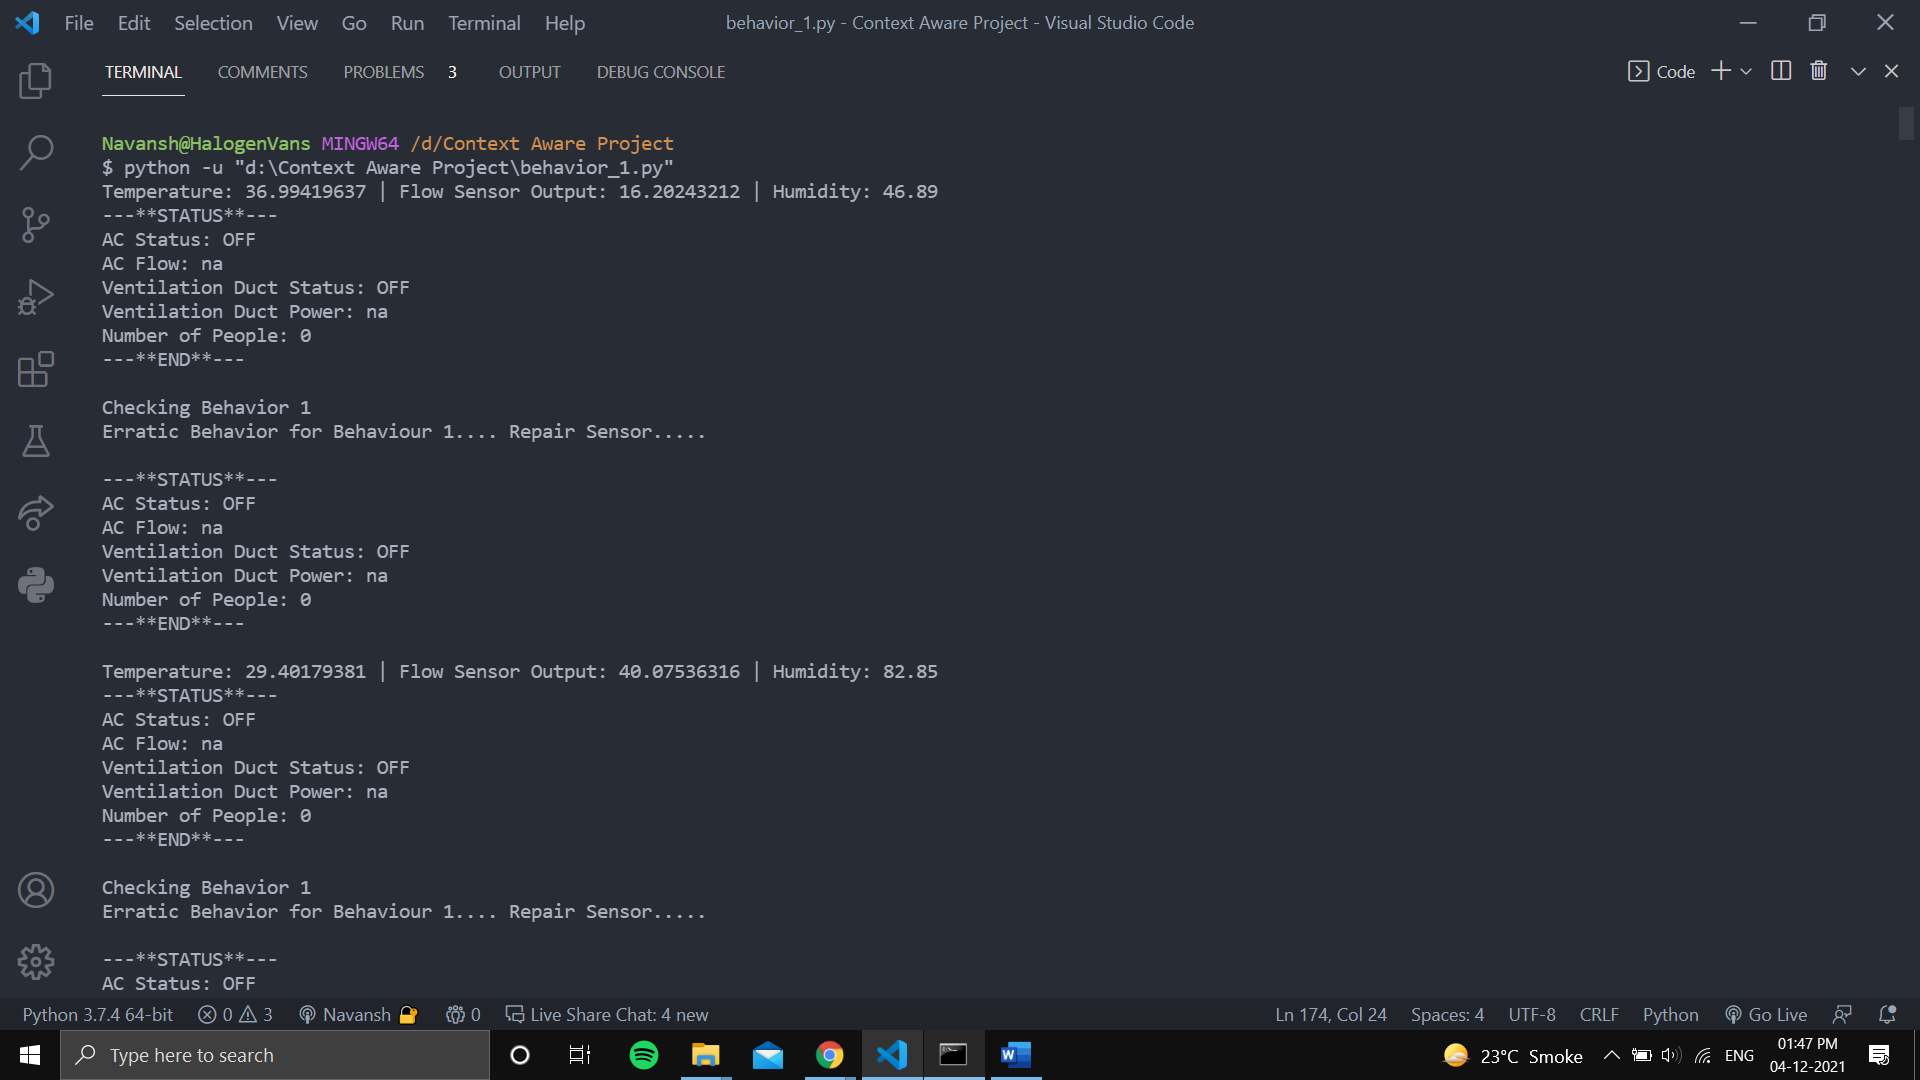 File Edit Selection View Go Run Terminal Help behavior_1.py - Context Aware Project - Visual Studio Code
TERMINAL COMMENTS PROBLEMS 3 OUTPUT DEBUG CONSOLE Code
Navansh@HalogenVans MINGW64 /d/Context Aware Project
$ python -u "d:\Context Aware Project\behavior_1.py"
Temperature: 36.99419637 | Flow Sensor Output: 16.20243212 | Humidity: 46.89
---**STATUS**---
AC Status: OFF
AC Flow: na
Ventilation Duct Status: OFF
Ventilation Duct Power: na
Number of People: 0
---**END**---
Checking Behavior 1
Erratic Behavior for Behaviour 1.... Repair Sensor.....
---**STATUS**---
AC Status: OFF
AC Flow: na
Ventilation Duct Status: OFF
Ventilation Duct Power: na
Number of People: 0
---**END**---
Temperature: 29.40179381 | Flow Sensor Output: 40.07536316 | Humidity: 82.85
---**STATUS**---
AC Status: OFF
AC Flow: na
Ventilation Duct Status: OFF
Ventilation Duct Power: na
Number of People: 0
---**END**---
Checking Behavior 1
Erratic Behavior for Behaviour 1.... Repair Sensor.....
---**STATUS**---
AC Status: OFF
Python 3.7.4 64-bit 0 3 Navansh 0 Live Share Chat: 4 new Ln 174, Col 24 Spaces: 4 UTF-8 CRLF Python Go Live
Type here to search W 23°C Smoke ENG 01:47 PM
04-12-2021